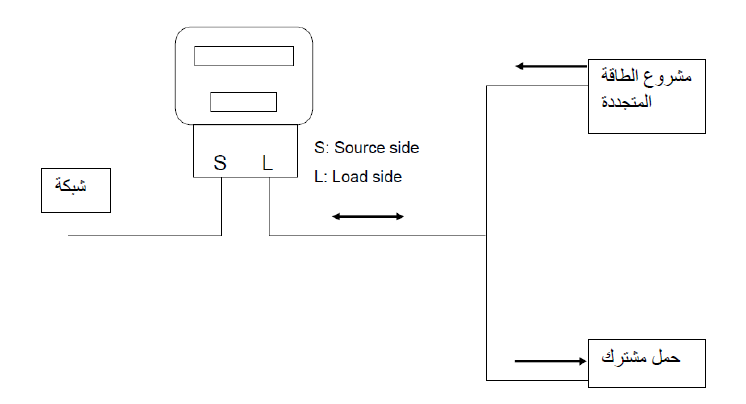 مشروع الطاقة
المتجددة
S L
S: Source side
L: Load side
شبكة
حمل مشترك